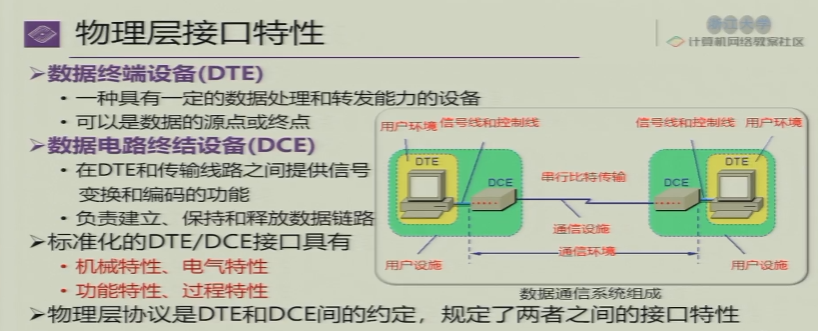 物理层接口特性
计算机网络教案社区
➢数据终端设备(DTE)
• 一种具有一定的数据处理和转发能力的设备
• 可以是数据的源点或终点
➢数据电路终结设备(DCE)
• 在DTE和传输线路之间提供信号
变换和编码的功能
• 负责建立、保持和释放数据链路
➢标准化的DTE/DCE接口具有
• 机械特性、电气特性
• 功能特性、过程特性
➢物理层协议是DTE和DCE间的约定，规定了两者之间的接口特性
用户环境 信号线和控制线
信号线和控制线 用户环境
DTE
DCE
串行比特传输
DCE
DTE
通信设施
通信环境
用户设施
用户设施
数据通信系统组成